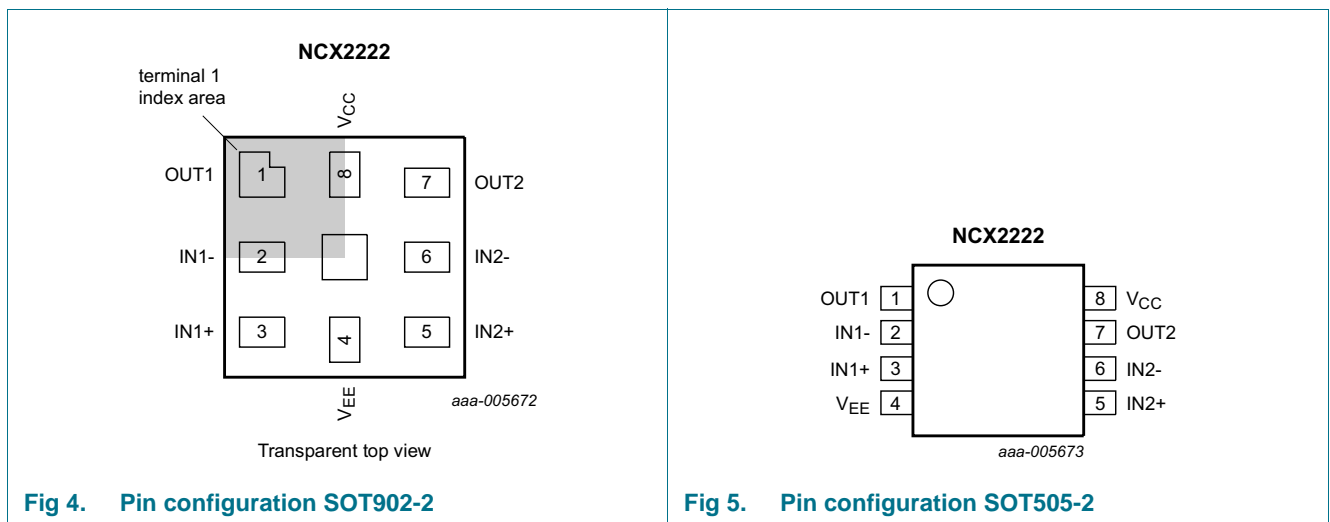 NCX2222
terminal 1
index area
VCC
OUT1 1 8 7 OUT2
IN1- 2 6 IN2-
IN1+ 3 4 5 IN2+
VEE
aaa-005672
Transparent top view
Fig 4. Pin configuration SOT902-2
NCX2222
OUT1 1 8 VCC
IN1- 2 7 OUT2
IN1+ 3 6 IN2-
VEE 4 5 IN2+
aaa-005673
Fig 5. Pin configuration SOT505-2